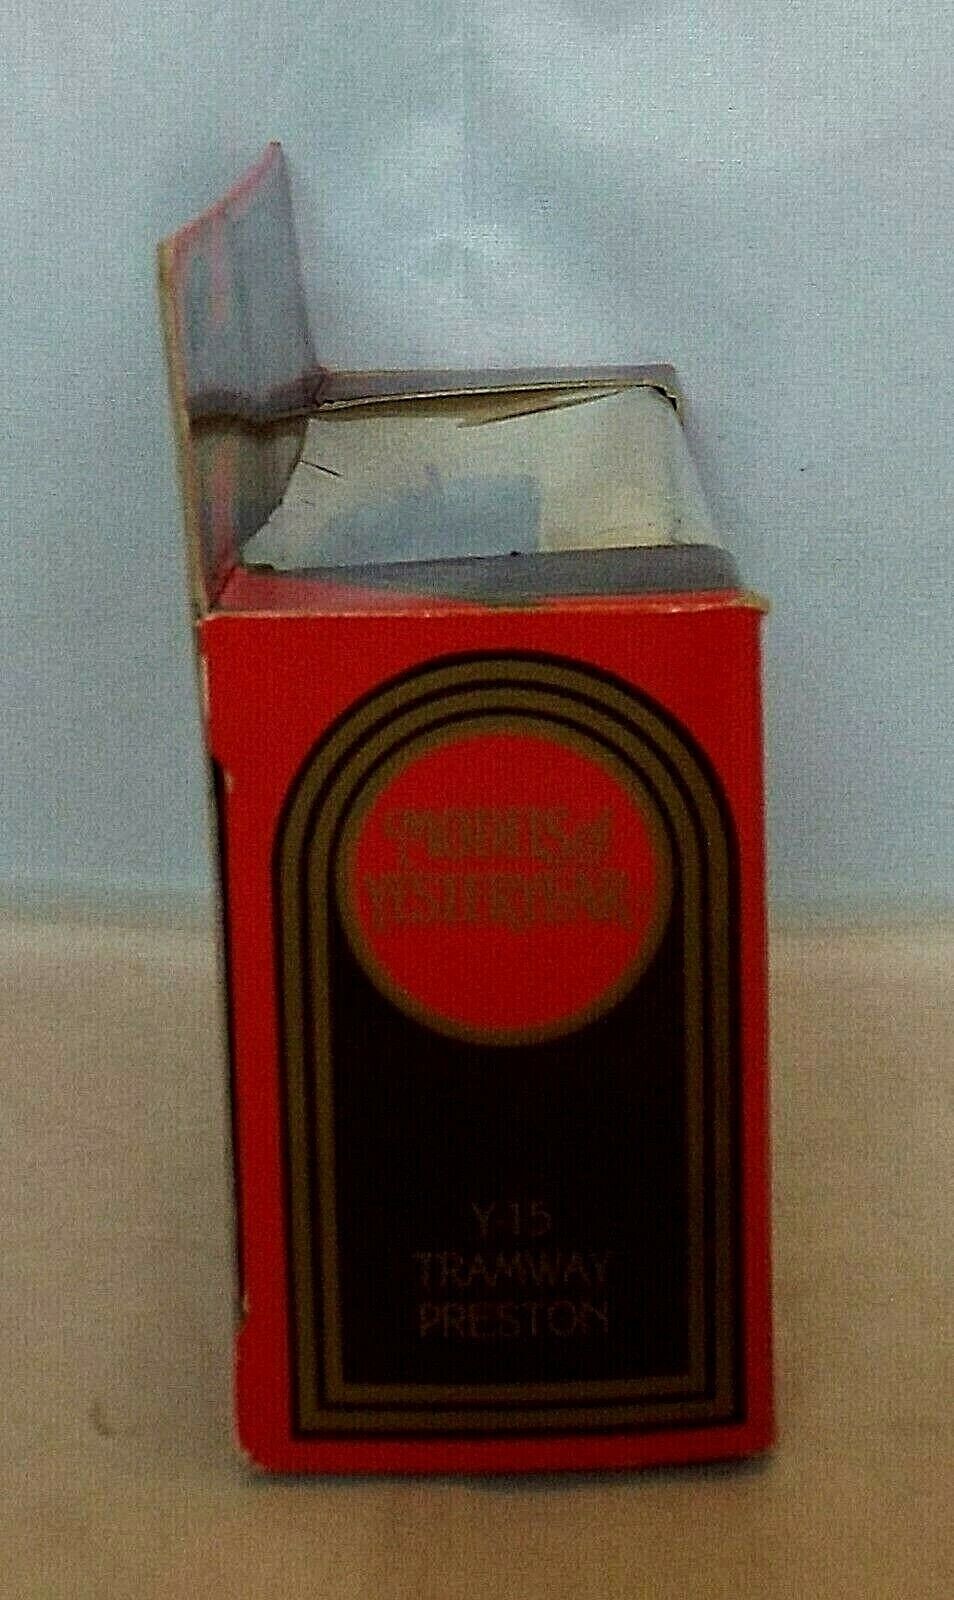 MODELS of
YESTERYEAR
Y-15
TRAMWAY
PRESTON